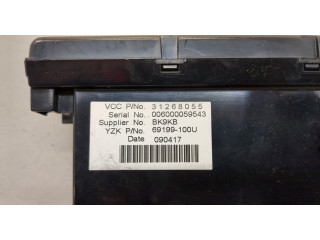 VCC P/No. 31268055
Serial No. 006000059543
Supplier No. BK9KB
YZK P/No. 69199-100U
Date 090417